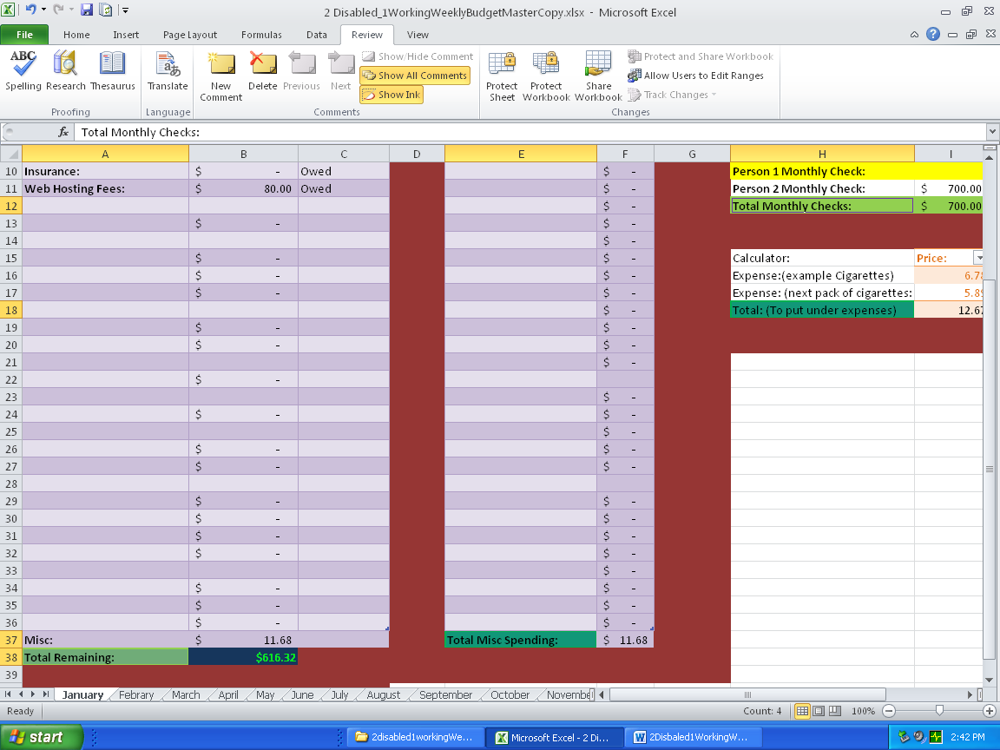 2 Disabled_1WorkingWeeklyBudgetMasterCopy.xlsx - Microsoft Excel
File Home Insert Page Layout Formulas Data Review View
ABC
Spelling Research Thesaurus Translate New Comment Delete Previous Next
Show/Hide Comment
Show All Comments
Show Ink
Protect Sheet Protect Workbook Share Workbook
Protect and Share Workbook
Allow Users to Edit Ranges
Track Changes
Proofing Language Comments Changes
fx Total Monthly Checks:
A B C D E F G H I
10 Insurance: $ - Owed $ - Person 1 Monthly Check:
11 Web Hosting Fees: $ 80.00 Owed $ - Person 2 Monthly Check: $ 700.00
12 $ - Total Monthly Checks: $ 700.00
13 $ - $ -
14 $ -
15 $ - $ - Calculator: Price:
16 $ - $ - Expense:(example Cigarettes) 6.78
17 $ - $ - Expense: (next pack of cigarettes: 5.89
18 $ - Total: (To put under expenses) 12.67
19 $ - $ -
20 $ - $ -
21 $ -
22 $ -
23 $ -
24 $ - $ -
25 $ -
26 $ - $ -
27 $ - $ -
28
29 $ - $ -
30 $ - $ -
31 $ - $ -
32 $ - $ -
33 $ -
34 $ - $ -
35 $ - $ -
36 $ - $ -
37 Misc: $ 11.68 Total Misc Spending: $ 11.68
38 Total Remaining: $616.32
39
January Febrary March April May June July August September October Novembe
Ready Count: 4 100%
start 2disabled1workingWe... Microsoft Excel - 2 Di... 2Disbaled1WorkingW... 2:42 PM